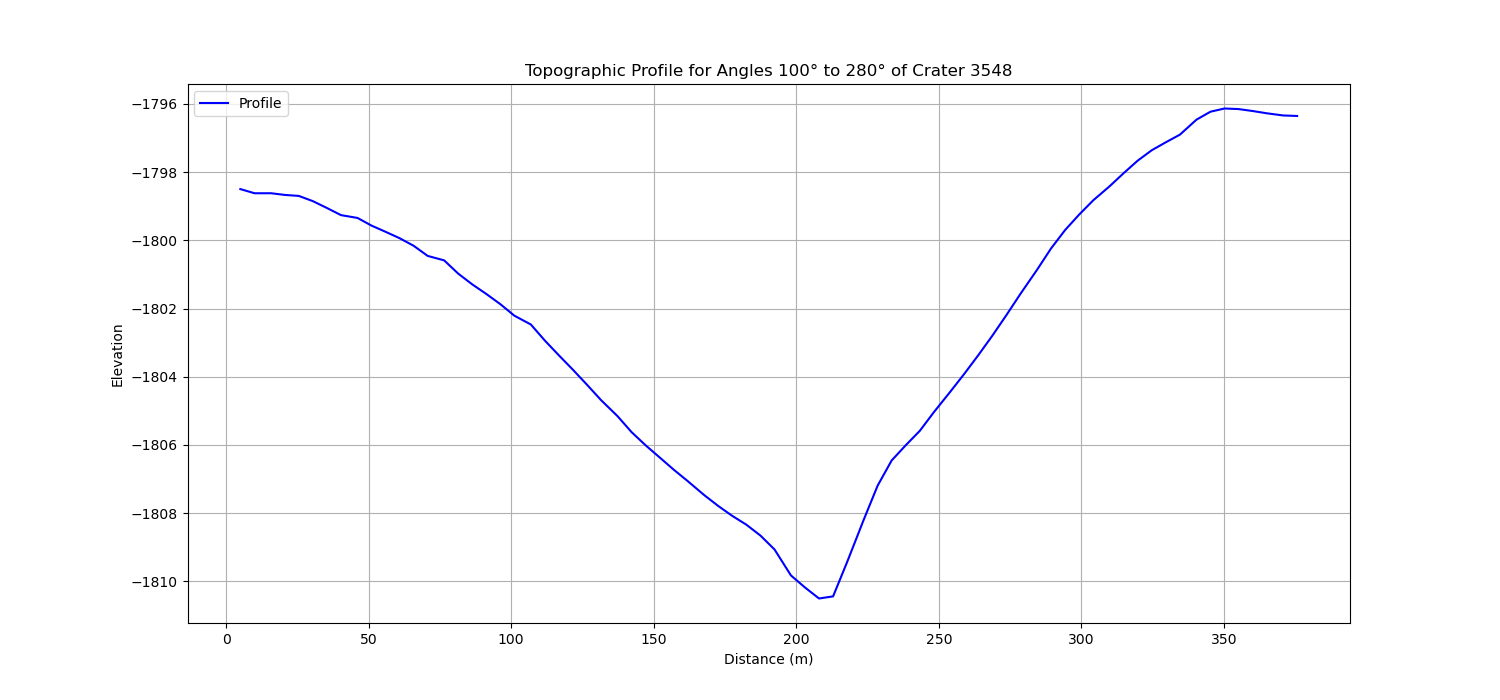 Topographic Profile for Angles 100° to 280° of Crater 3548
Profile
−1796
−1798
−1800
−1802
−1804
−1806
−1808
−1810
Elevation
0 50 100 150 200 250 300 350
Distance (m)